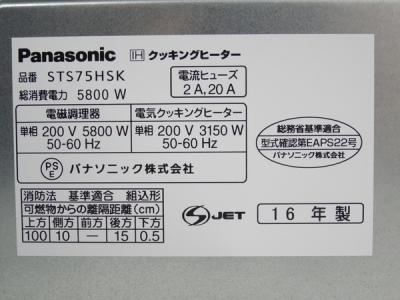 Panasonic IH クッキングヒーター
品番 STS75HSK
総消費電力 5800 W
電流ヒューズ
2 A, 20 A
電磁調理器
単相 200 V 5800 W
50-60 Hz
電気クッキングヒーター
単相 200 V 3150 W
50-60 Hz
PS
E
パナソニック株式会社
総務省基準適合
型式確認第EAPS22号
パナソニック株式会社
消防法 基準適合 組込形
可燃物からの離隔距離(cm)
上方 側方 前方 後方 下方
100 10 — 15 0.5
S JET
16 年 製